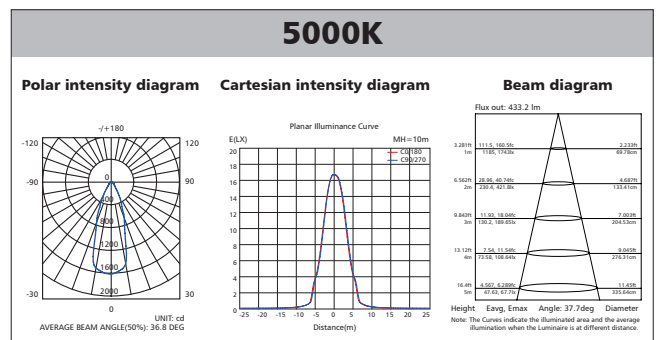 5000K
Polar intensity diagram
Cartesian intensity diagram
Beam diagram
-/+180
-120
120
-90
90
-30
30
0
0
400
800
1200
1600
2000
UNIT: cd
AVERAGE BEAM ANGLE(50%): 36.8 DEG
Planar Illuminance Curve
E(LX)
MH=10m
C0/180
C90/270
20
18
16
14
12
10
8
6
4
2
0
-25 -20 -15 -10 -5 0 5 10 15 20 25
Distance(m)
Flux out: 433.2 lm
3.281ft 111.5, 160.5fc 2.233ft
1m 1185, 1743lx 69.78cm
6.562ft 28.96, 40.74fc 4.687ft
2m 230.4, 421.8lx 133.41cm
9.843ft 11.93, 18.04fc 7.003ft
3m 130.2, 189.65lx 204.53cm
13.12ft 7.54, 11.54fc 9.045ft
4m 73.58, 108.64lx 276.31cm
16.4ft 4.567, 6.289fc 11.45ft
5m 47.63, 67.7lx 335.64cm
Height Eavg, Emax Angle: 37.7deg Diameter
Note: The Curves indicate the illuminated area and the average
illumination when the Luminaire is at different distance.